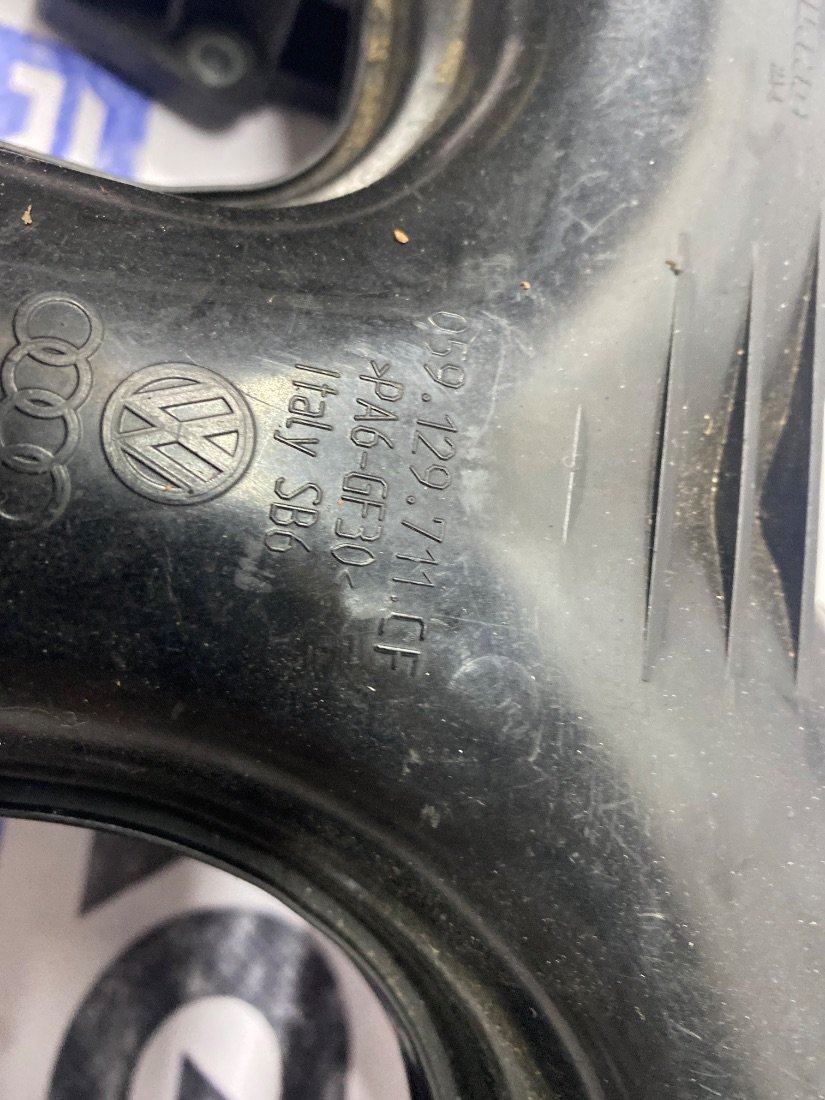 059.129.711.CF
>PA6-GF30<
Italy SB6